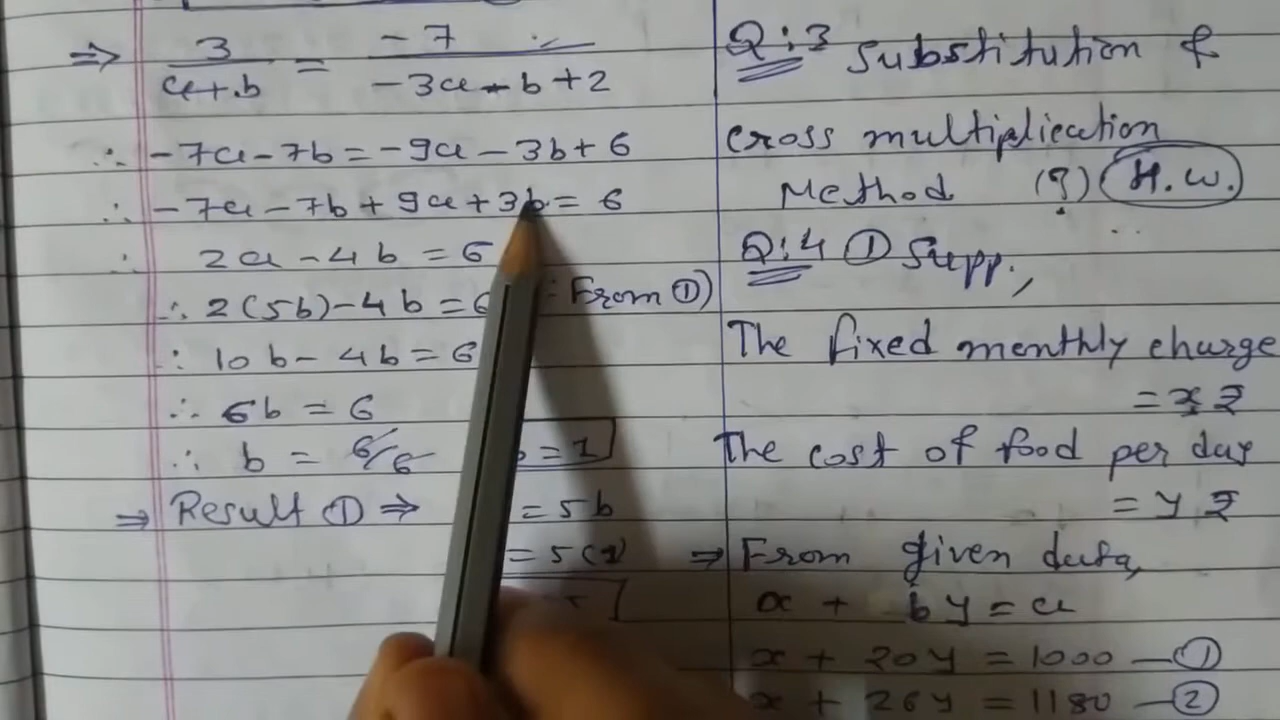 ⇒ 3/(a+b) = -7/(-3a-b+2)
∴ -7a-7b=-9a-3b+6
∴ -7a-7b+9a+3b= 6
∴ 2a-4b=6
∴ 2(5b)-4b=6 From ①)
∴ 10b-4b=6
∴ 6b = 6
∴ b = 6/6 b=1
⇒ Result ① ⇒ =5b
=5(1)
Q:3 Substitution &
cross multiplication
Method (?) H.W.
Q:4 ① Supp.,
The fixed monthly charge
=x ₹
The cost of food per day
= y ₹
⇒ From given data,
x + by=a
x + 20y = 1000 —①
x + 26y = 1180 —②